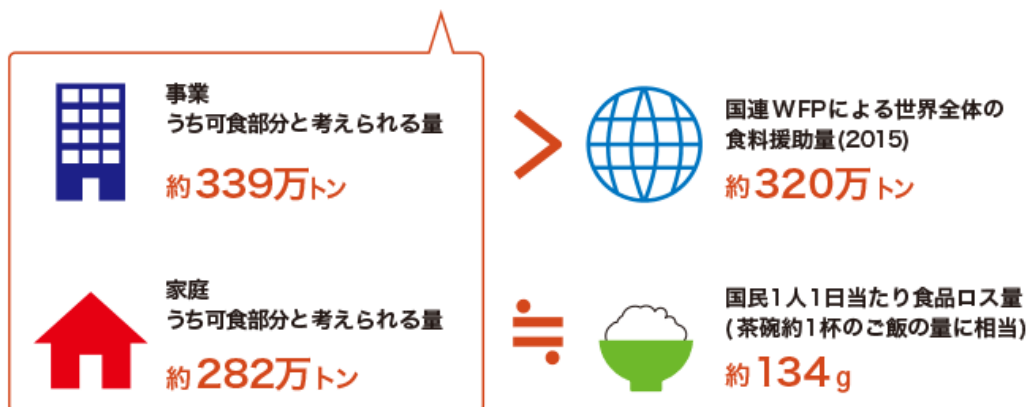 事業
うち可食部分と考えられる量
約339万トン
>
国連WFPによる世界全体の
食料援助量(2015)
約320万トン
家庭
うち可食部分と考えられる量
約282万トン
≒
国民1人1日当たり食品ロス量
(茶碗約1杯のご飯の量に相当)
約134g